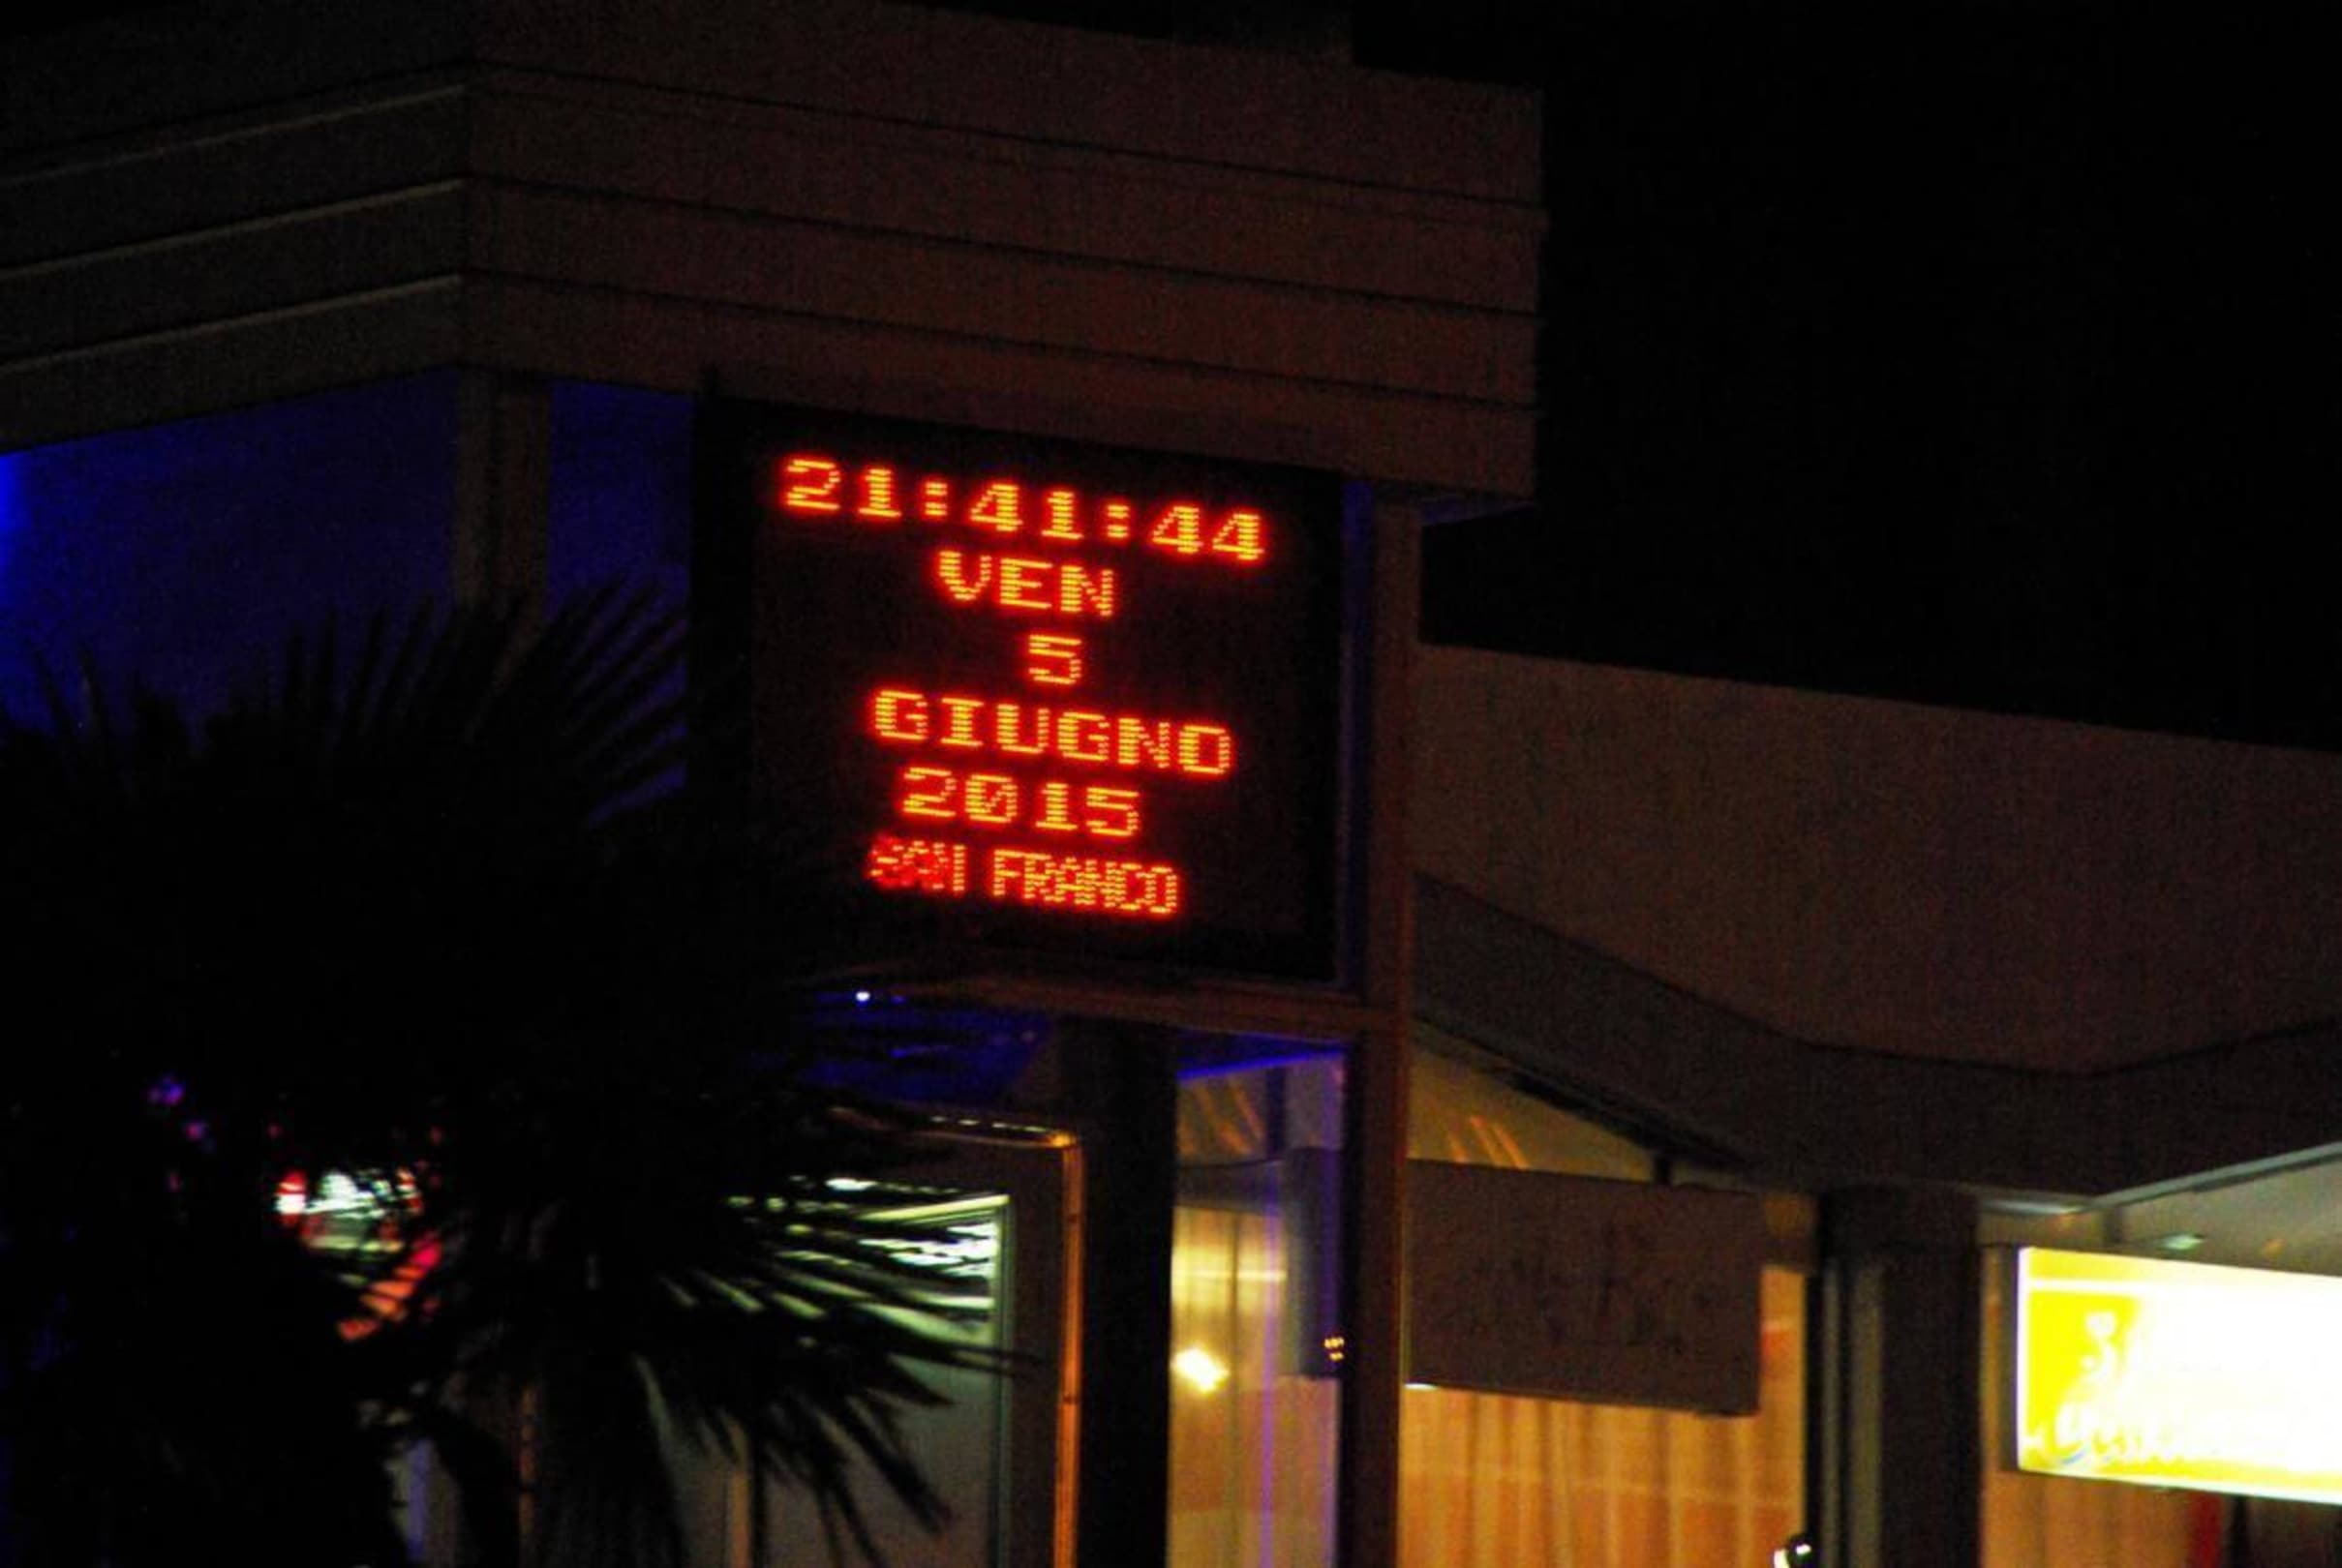 21:41:44
VEN
5
GIUGNO
2015
SAN FRANCO